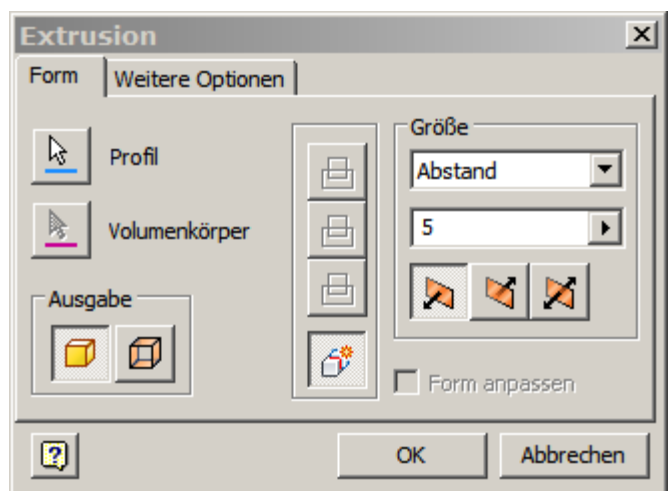 Extrusion
Form
Weitere Optionen
Profil
Volumenkörper
Ausgabe
Größe
Abstand
5
Form anpassen
?
OK
Abbrechen